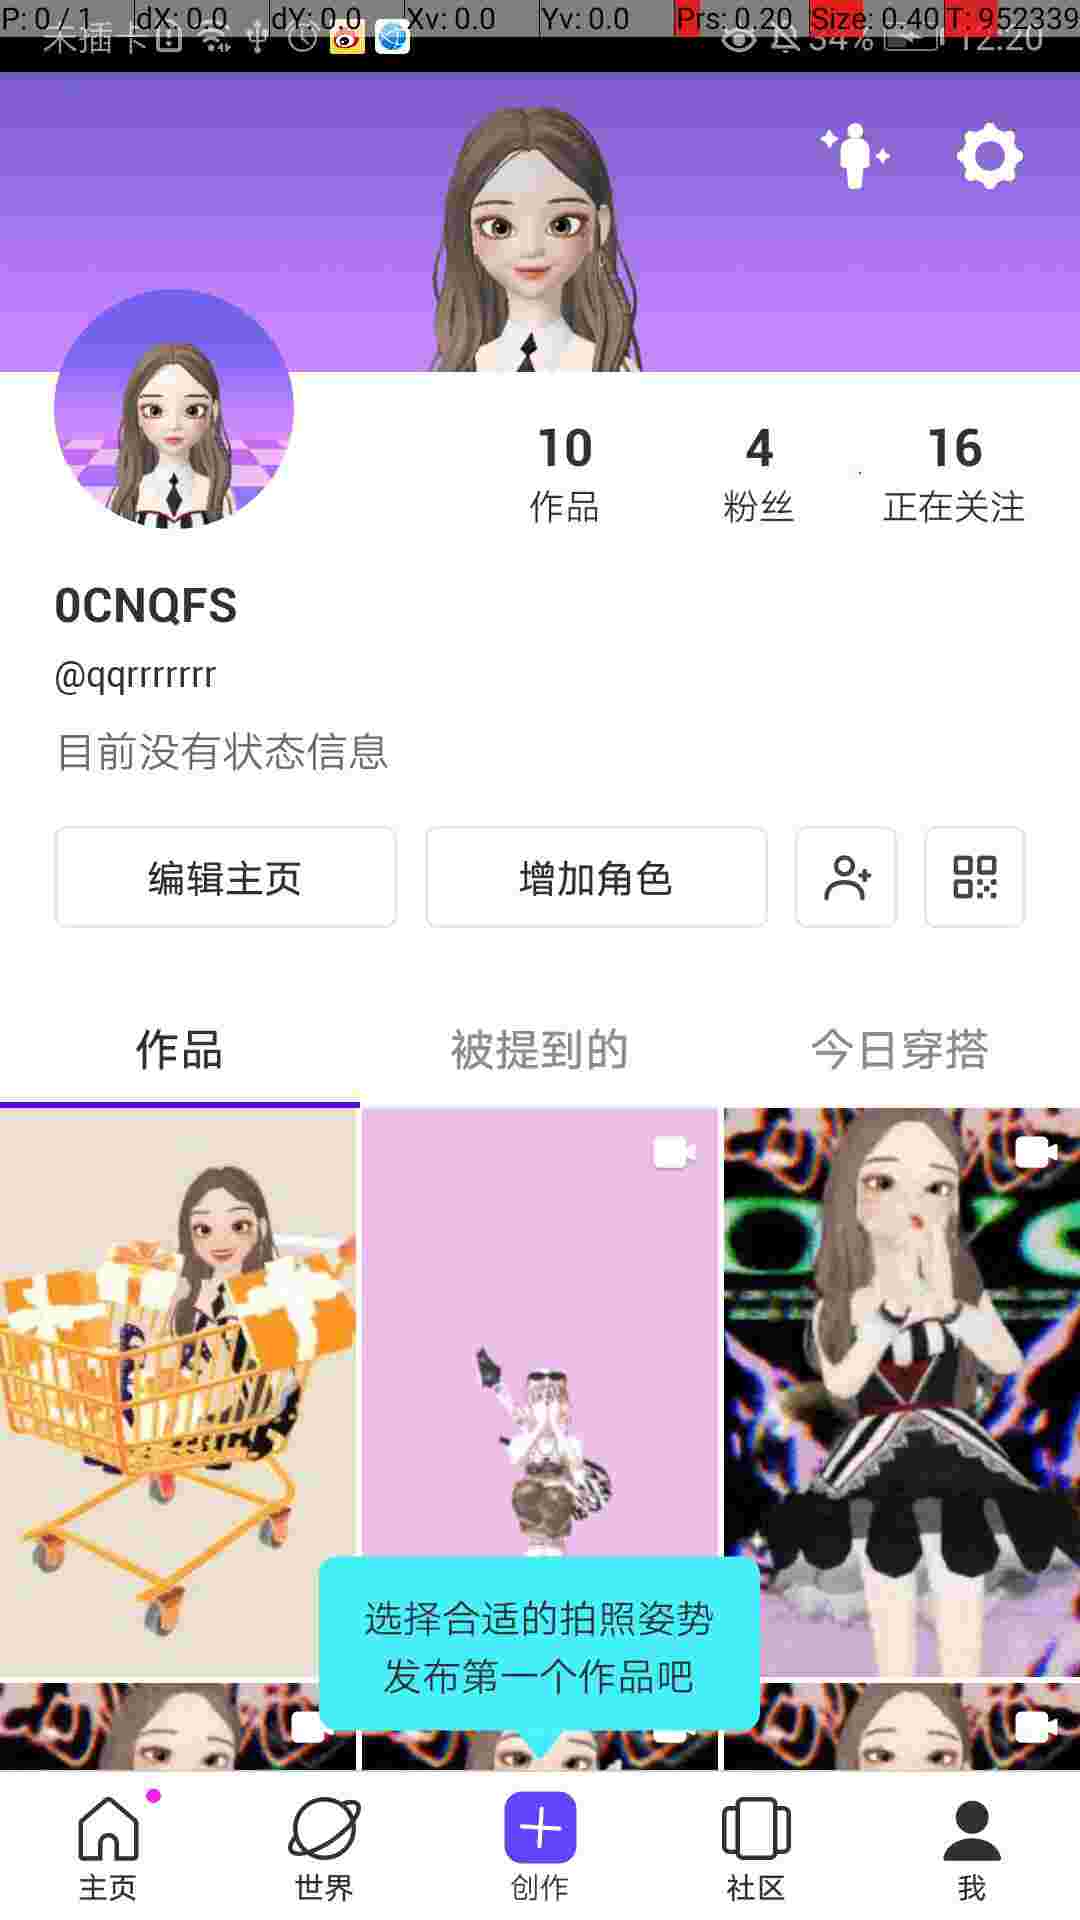 P: 0 / 1 dX: 0.0 dY: 0.0 Xv: 0.0 Yv: 0.0 Prs: 0.20 Size: 0.40 T: 952339
未插卡 34% 12:20
10 4 16
作品 粉丝 正在关注
0CNQFS
@qqrrrrrrr
目前没有状态信息
编辑主页 增加角色
作品 被提到的 今日穿搭
选择合适的拍照姿势
发布第一个作品吧
主页 世界 创作 社区 我